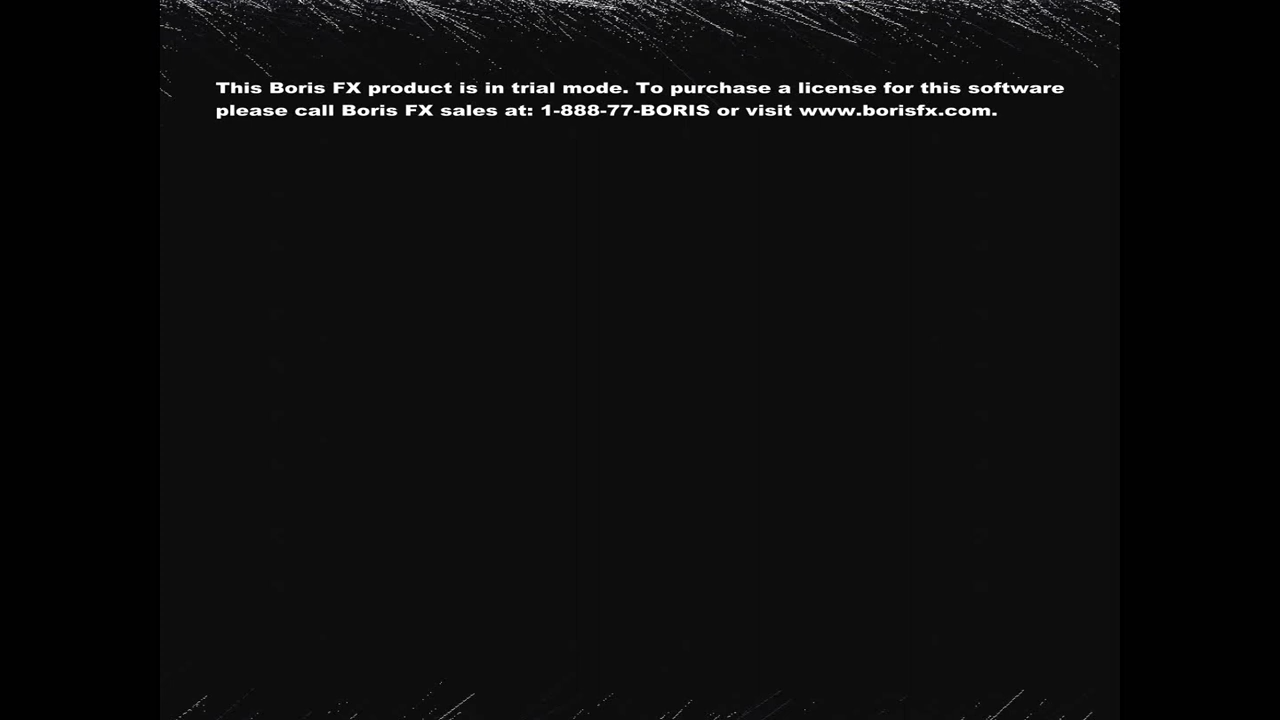 This Boris FX product is in trial mode. To purchase a license for this software
please call Boris FX sales at: 1-888-77-BORIS or visit www.borisfx.com.